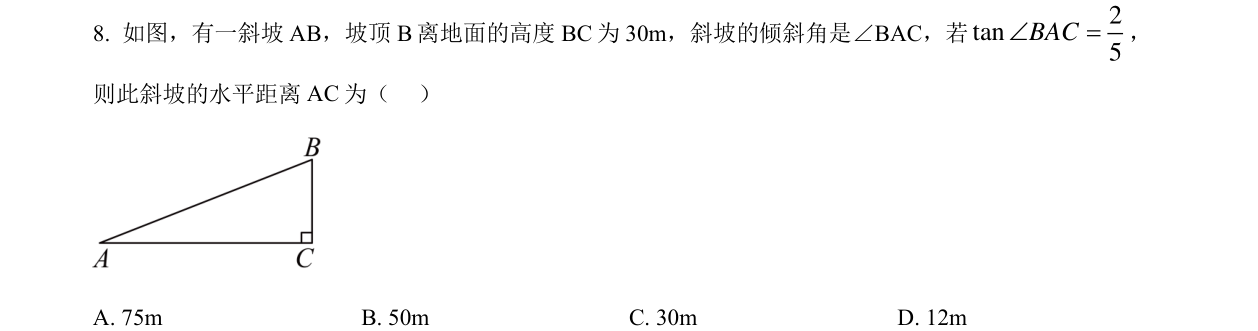 8. 如图，有一斜坡 AB，坡顶 B 离地面的高度 BC 为 30m，斜坡的倾斜角是∠BAC，若 tan ∠BAC = 2/5，
则此斜坡的水平距离 AC 为（ ）
B
A C
A. 75m B. 50m C. 30m D. 12m